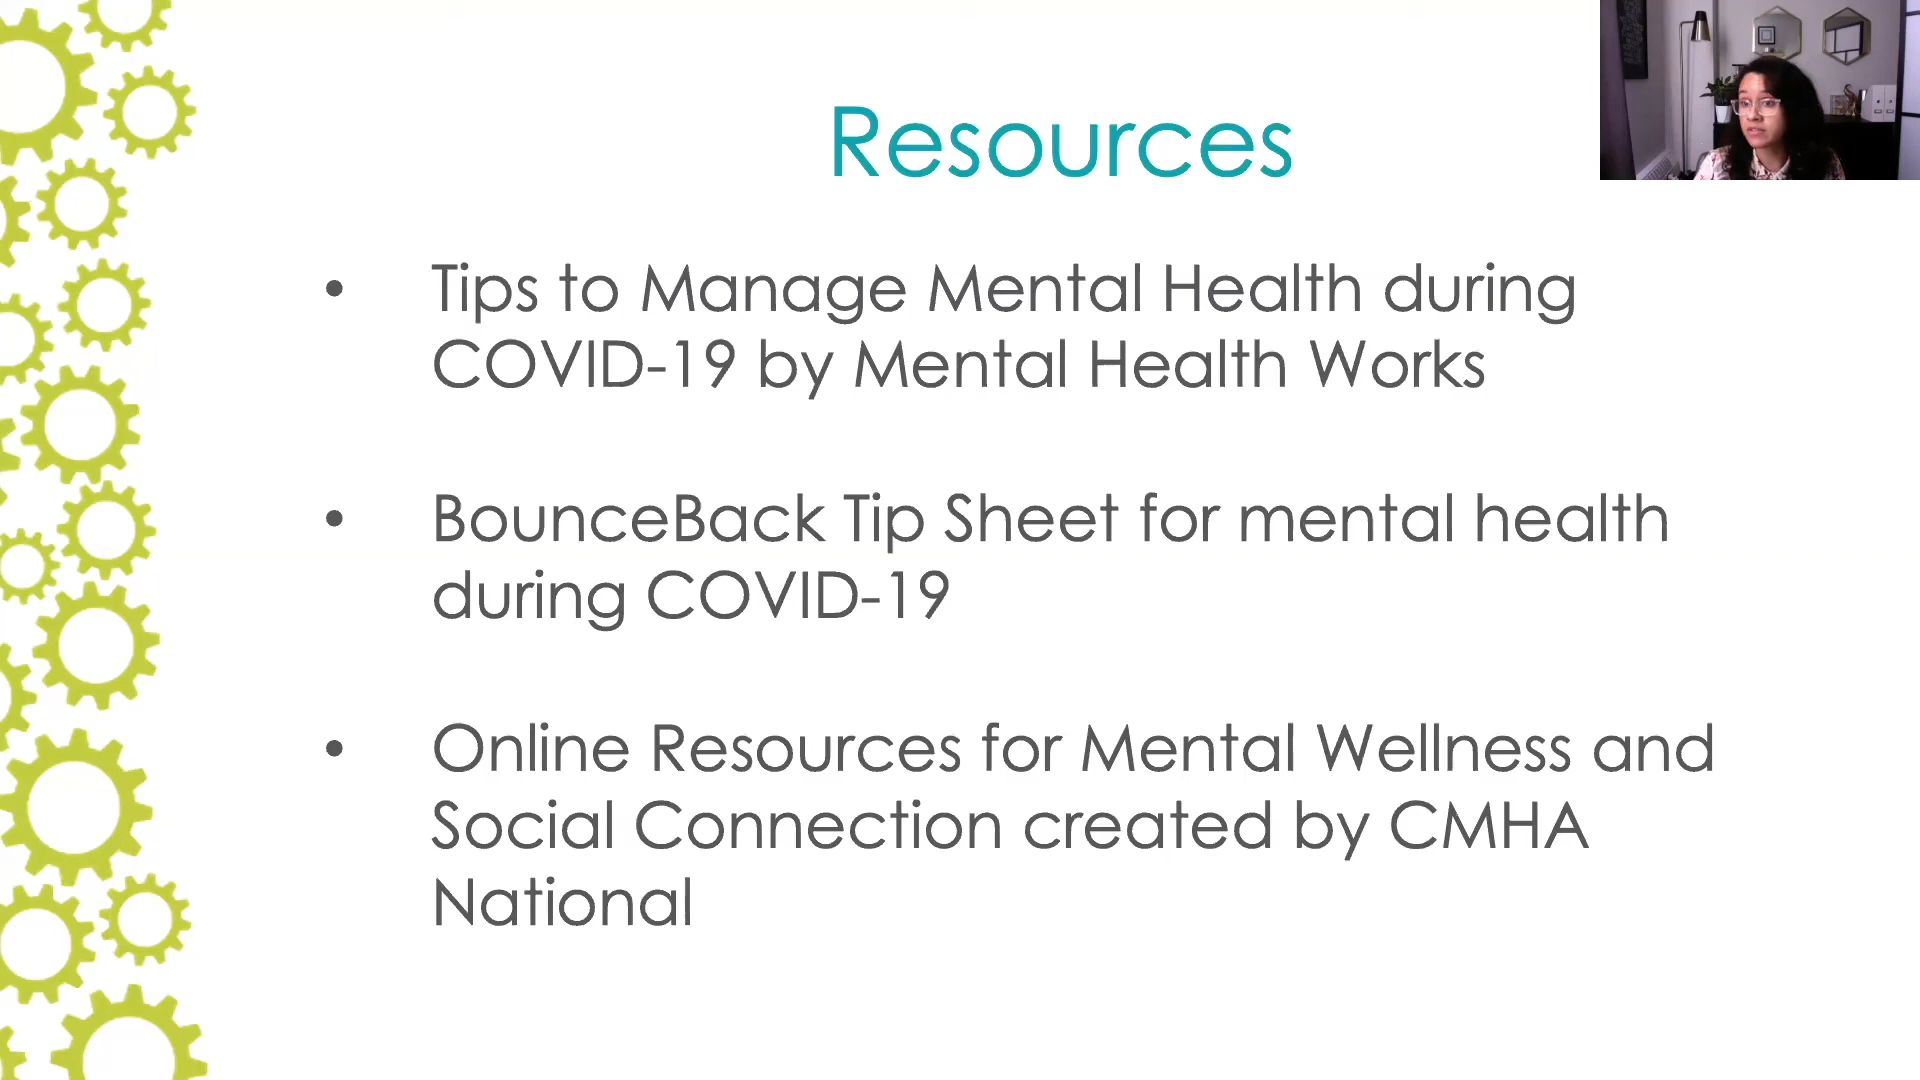 Resources
• Tips to Manage Mental Health during
COVID-19 by Mental Health Works
• BounceBack Tip Sheet for mental health
during COVID-19
• Online Resources for Mental Wellness and
Social Connection created by CMHA
National